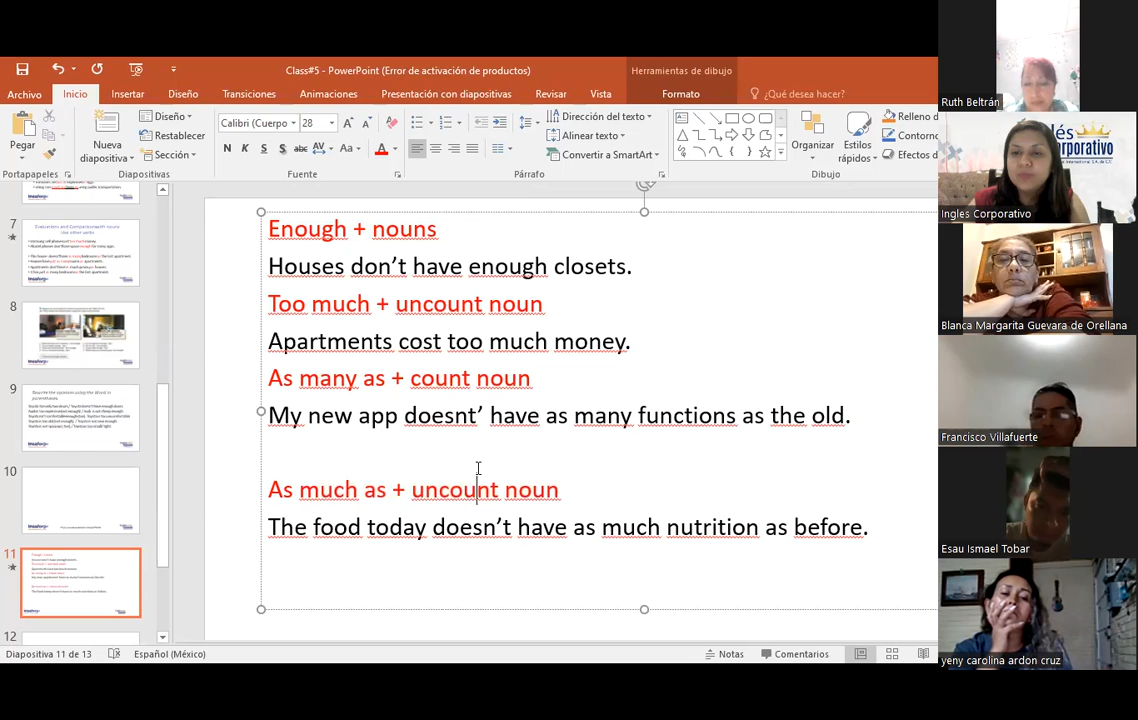 Class#5 - PowerPoint (Error de activación de productos)
Herramientas de dibujo
Archivo
Inicio
Insertar
Diseño
Transiciones
Animaciones
Presentación con diapositivas
Revisar
Vista
Formato
¿Qué desea hacer?
Pegar
Nueva
diapositiva
Diseño
Restablecer
Sección
Calibri (Cuerpo
28
N K S S abc AV Aa A
Dirección del texto
Alinear texto
Convertir a SmartArt
Organizar
Estilos
rápidos
Relleno d
Contorno
Efectos d
Portapapeles
Diapositivas
Fuente
Párrafo
Dibujo
7
8
9
10
11
12
Enough + nouns
Houses don’t have enough closets.
Too much + uncount noun
Apartments cost too much money.
As many as + count noun
My new app doesnt’ have as many functions as the old.
As much as + uncount noun
The food today doesn’t have as much nutrition as before.
Diapositiva 11 de 13
Español (México)
Notas
Comentarios
Ruth Beltrán
Ingles Corporativo
Blanca Margarita Guevara de Orellana
Francisco Villafuerte
Esau Ismael Tobar
yeny carolina ardon cruz